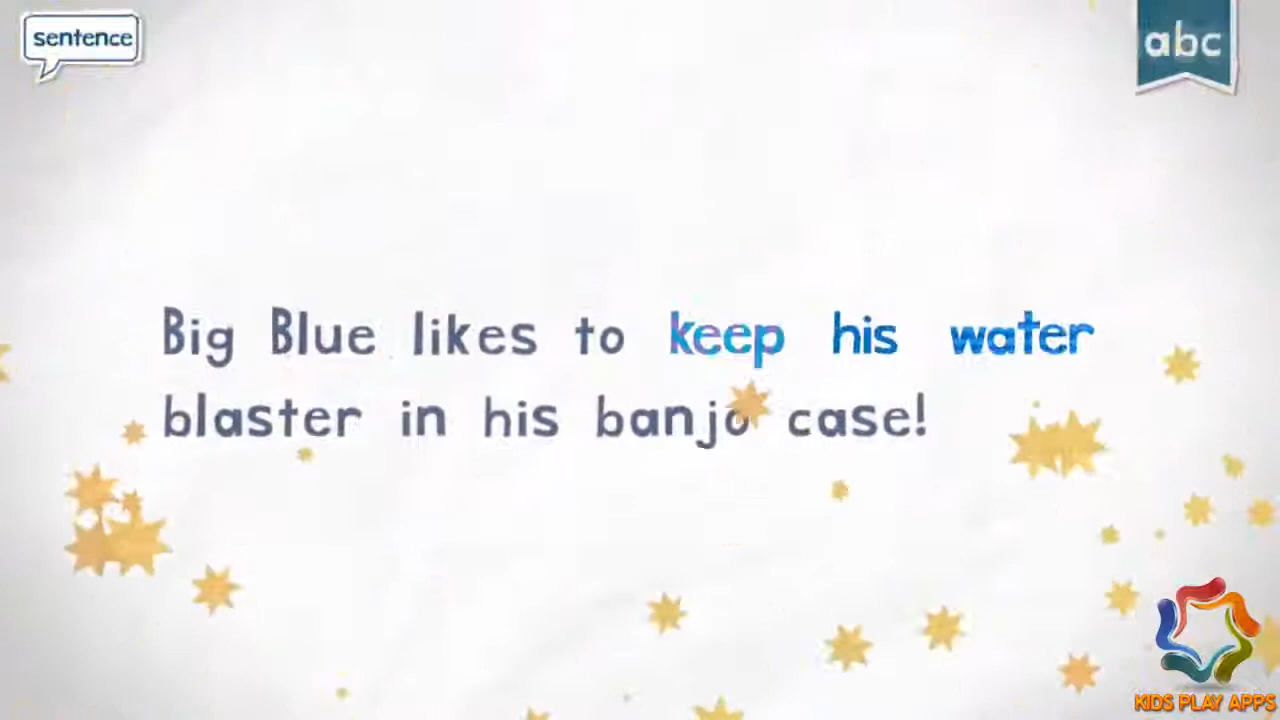 sentence
abc
Big Blue likes to keep his water
blaster in his banjo case!
KIDS PLAY APPS